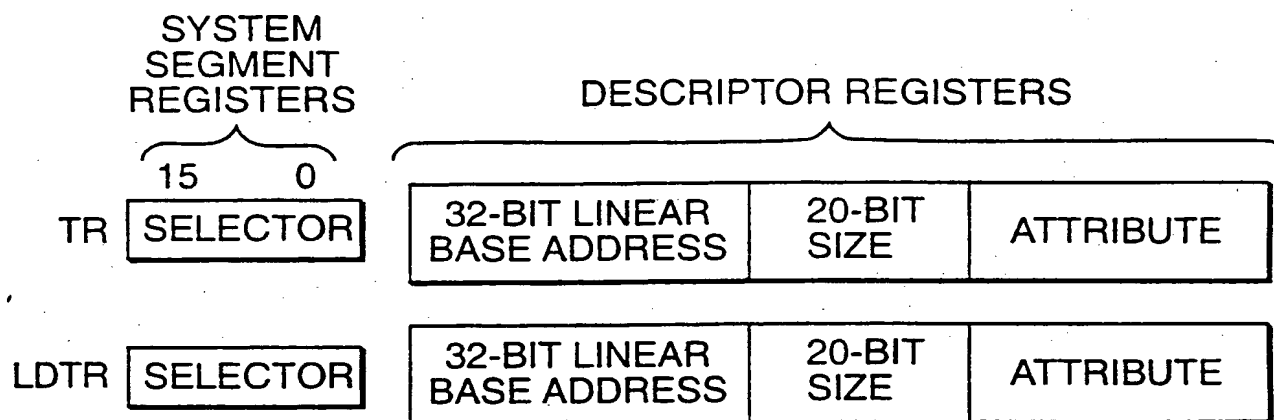 SYSTEM
SEGMENT
REGISTERS
DESCRIPTOR REGISTERS
15 0
TR SELECTOR 32-BIT LINEAR BASE ADDRESS 20-BIT SIZE ATTRIBUTE
LDTR SELECTOR 32-BIT LINEAR BASE ADDRESS 20-BIT SIZE ATTRIBUTE